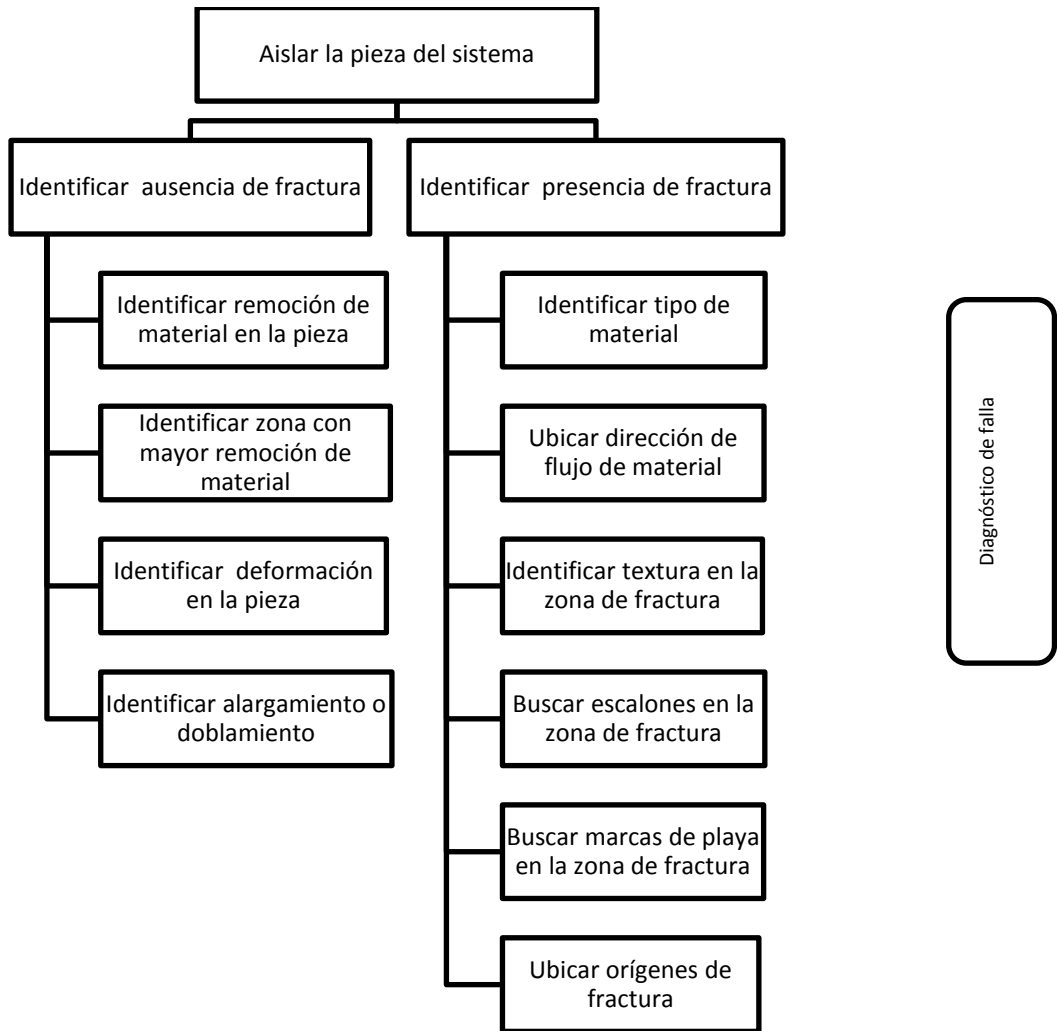 Aislar la pieza del sistema
Identificar ausencia de fractura
Identificar remoción de
material en la pieza
Identificar zona con
mayor remoción de
material
Identificar deformación
en la pieza
Identificar alargamiento o
doblamiento
Identificar presencia de fractura
Identificar tipo de
material
Ubicar dirección de
flujo de material
Identificar textura en la
zona de fractura
Buscar escalones en la
zona de fractura
Buscar marcas de playa
en la zona de fractura
Ubicar orígenes de
fractura
Diagnóstico de falla